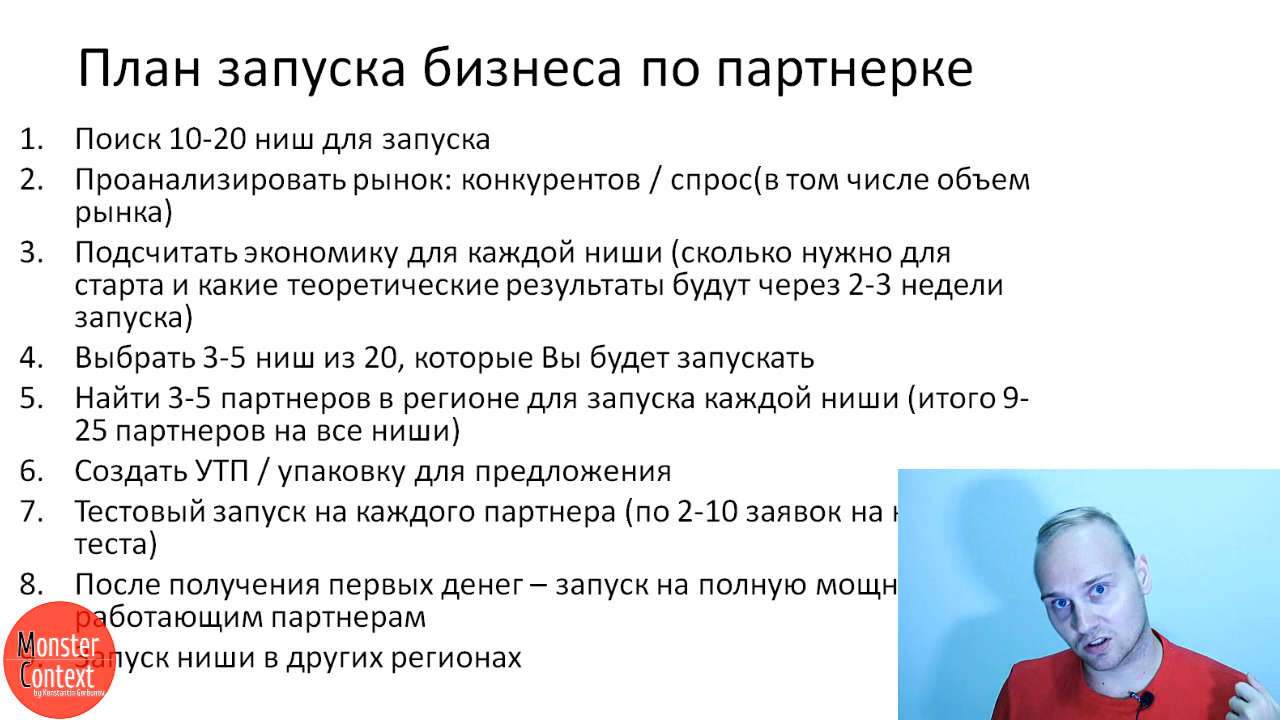 План запуска бизнеса по партнерке
1. Поиск 10-20 ниш для запуска
2. Проанализировать рынок: конкурентов / спрос(в том числе объем
рынка)
3. Подсчитать экономику для каждой ниши (сколько нужно для
старта и какие теоретические результаты будут через 2-3 недели
запуска)
4. Выбрать 3-5 ниш из 20, которые Вы будет запускать
5. Найти 3-5 партнеров в регионе для запуска каждой ниши (итого 9-
25 партнеров на все ниши)
6. Создать УТП / упаковку для предложения
7. Тестовый запуск на каждого партнера (по 2-10 заявок на
теста)
8. После получения первых денег – запуск на полную мощн
работающим партнерам
Запуск ниши в других регионах
Monster
Context
by Konstantin Gorbunov